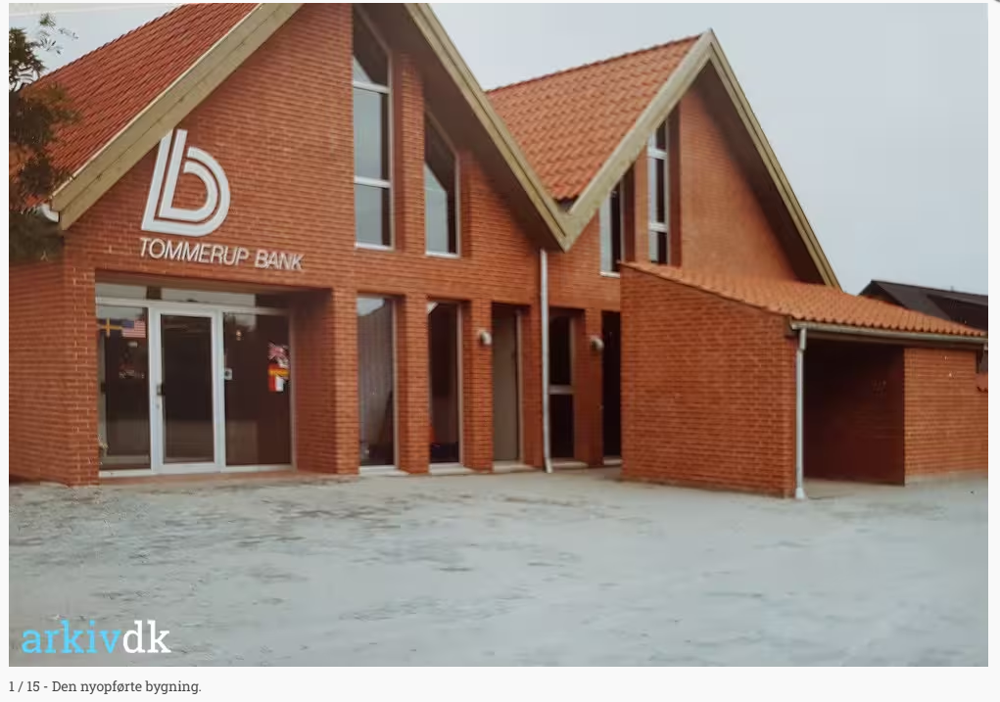 b
TOMMERUP BANK
arkivdk
1 / 15 - Den nyopførte bygning.